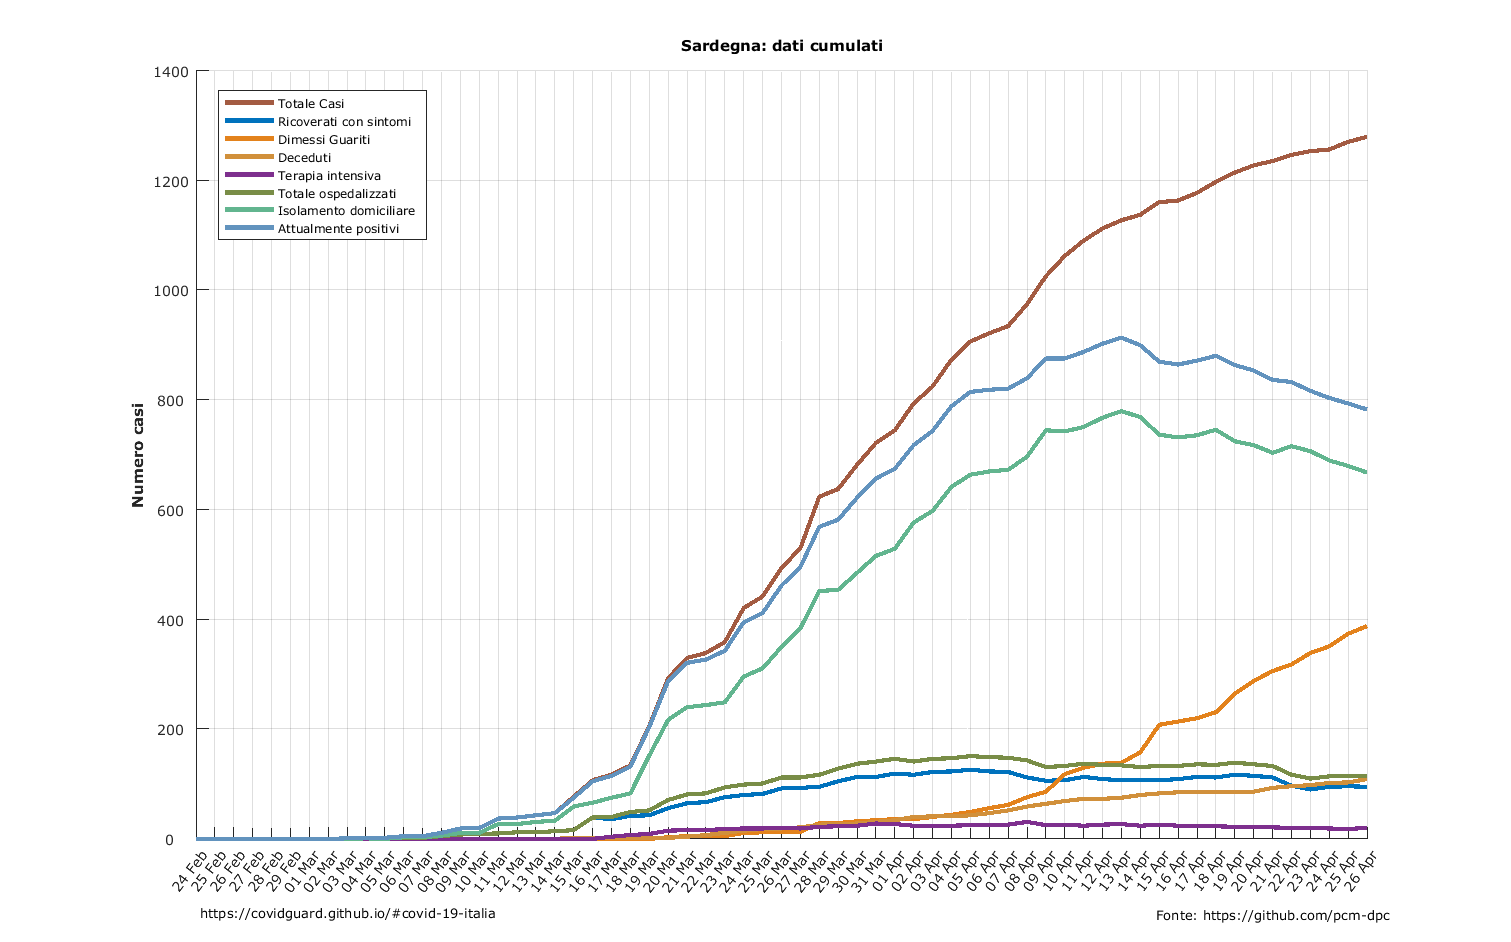 Sardegna: dati cumulati
1400
1200
1000
800
600
400
200
0
Numero casi
Totale Casi
Ricoverati con sintomi
Dimessi Guariti
Deceduti
Terapia intensiva
Totale ospedalizzati
Isolamento domiciliare
Attualmente positivi
24 Feb
25 Feb
26 Feb
27 Feb
28 Feb
29 Feb
01 Mar
02 Mar
03 Mar
04 Mar
05 Mar
06 Mar
07 Mar
08 Mar
09 Mar
10 Mar
11 Mar
12 Mar
13 Mar
14 Mar
15 Mar
16 Mar
17 Mar
18 Mar
19 Mar
20 Mar
21 Mar
22 Mar
23 Mar
24 Mar
25 Mar
26 Mar
27 Mar
28 Mar
29 Mar
30 Mar
31 Mar
01 Apr
02 Apr
03 Apr
04 Apr
05 Apr
06 Apr
07 Apr
08 Apr
09 Apr
10 Apr
11 Apr
12 Apr
13 Apr
14 Apr
15 Apr
16 Apr
17 Apr
18 Apr
19 Apr
20 Apr
21 Apr
22 Apr
23 Apr
24 Apr
25 Apr
26 Apr
https://covidguard.github.io/#covid-19-italia
Fonte: https://github.com/pcm-dpc